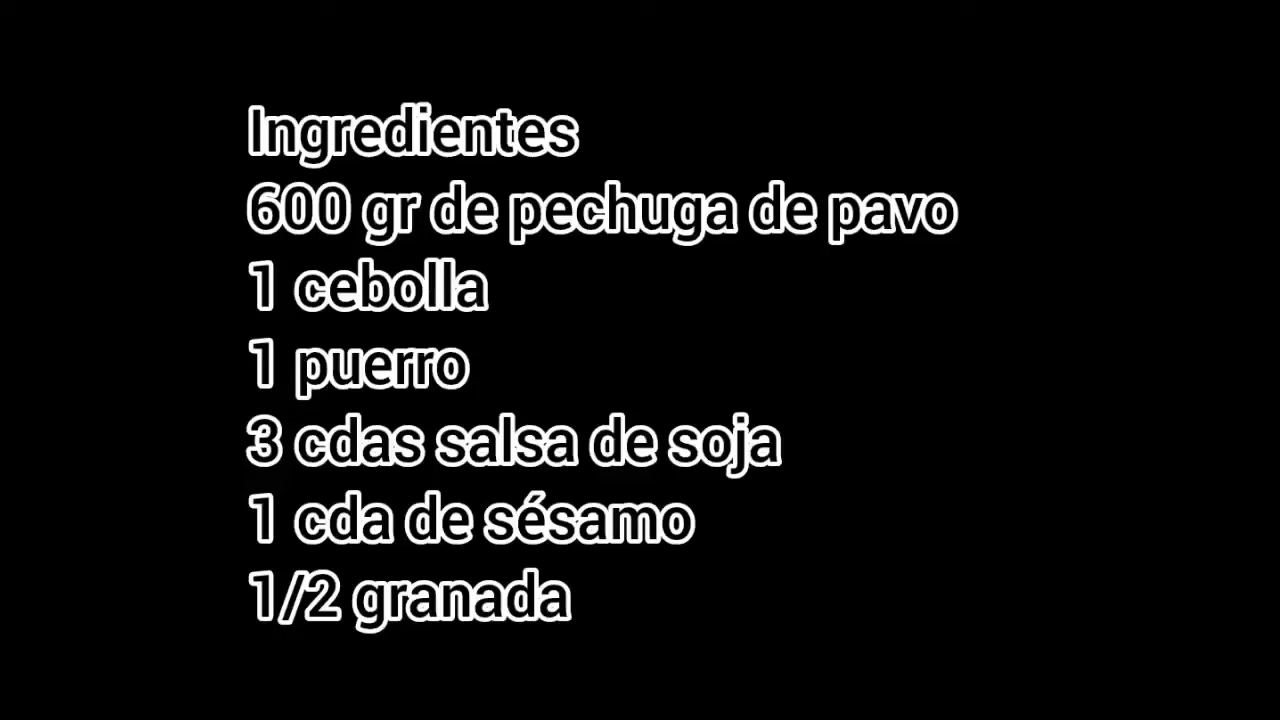 Ingredientes
600 gr de pechuga de pavo
1 cebolla
1 puerro
3 cdas salsa de soja
1 cda de sésamo
1/2 granada